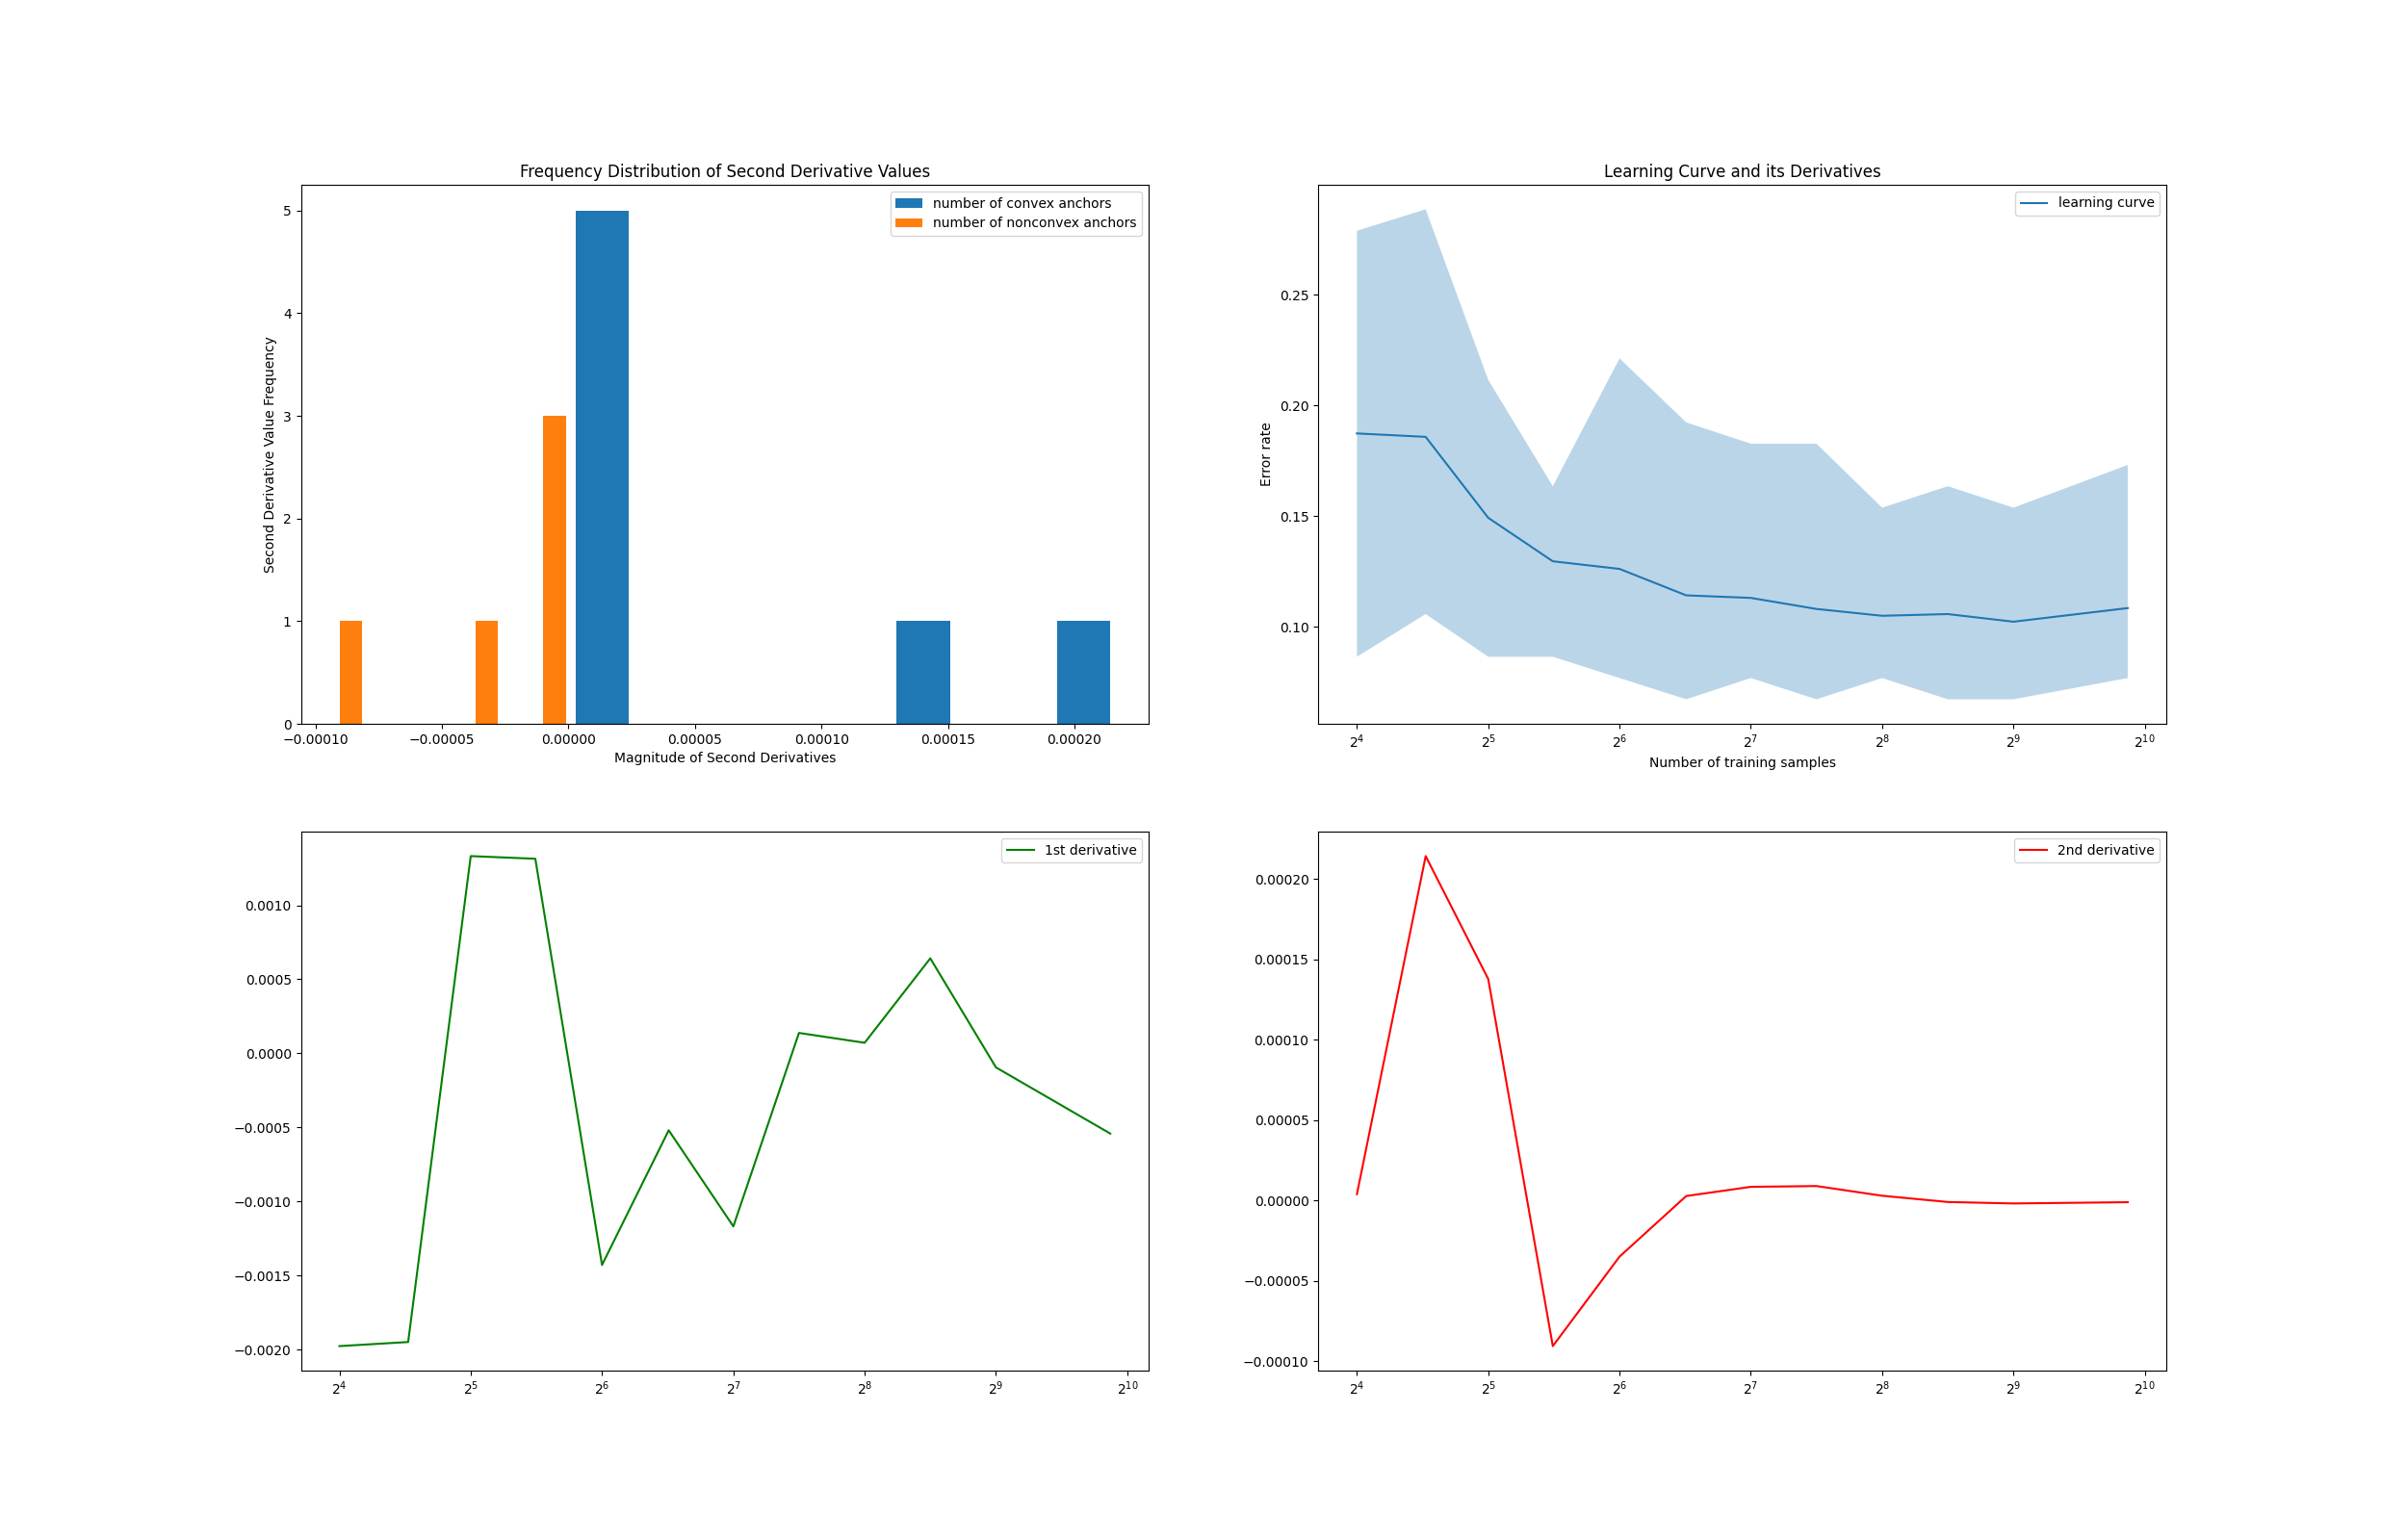 Frequency Distribution of Second Derivative Values
number of convex anchors
number of nonconvex anchors
5
4
3
2
1
0
Second Derivative Value Frequency
−0.00010 −0.00005 0.00000 0.00005 0.00010 0.00015 0.00020
Magnitude of Second Derivatives
Learning Curve and its Derivatives
learning curve
0.25
0.20
0.15
0.10
Error rate
2^4 2^5 2^6 2^7 2^8 2^9 2^10
Number of training samples
1st derivative
0.0010
0.0005
0.0000
−0.0005
−0.0010
−0.0015
−0.0020
2^4 2^5 2^6 2^7 2^8 2^9 2^10
2nd derivative
0.00020
0.00015
0.00010
0.00005
0.00000
−0.00005
−0.00010
2^4 2^5 2^6 2^7 2^8 2^9 2^10